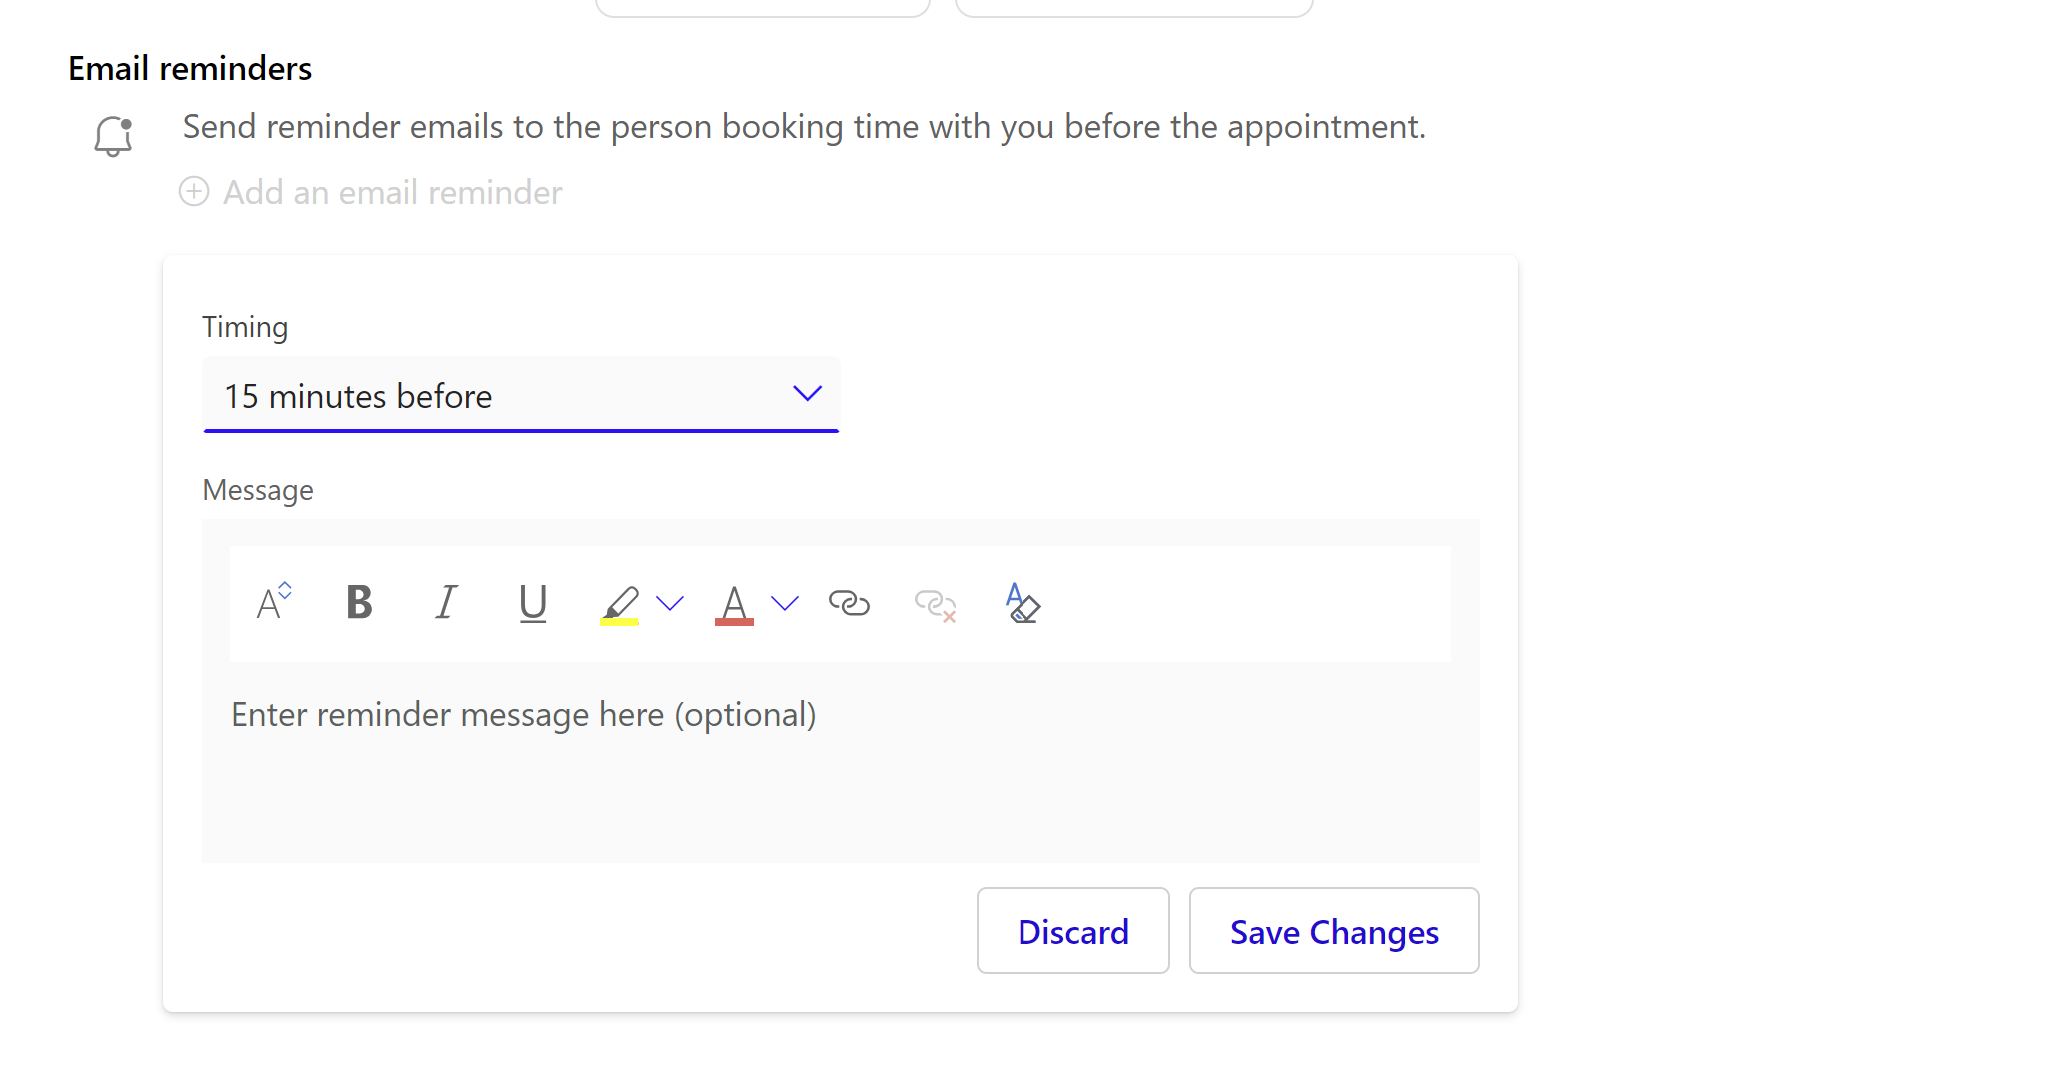 Email reminders
Send reminder emails to the person booking time with you before the appointment.
Add an email reminder
Timing
15 minutes before
Message
A B I U A A
Enter reminder message here (optional)
Discard Save Changes